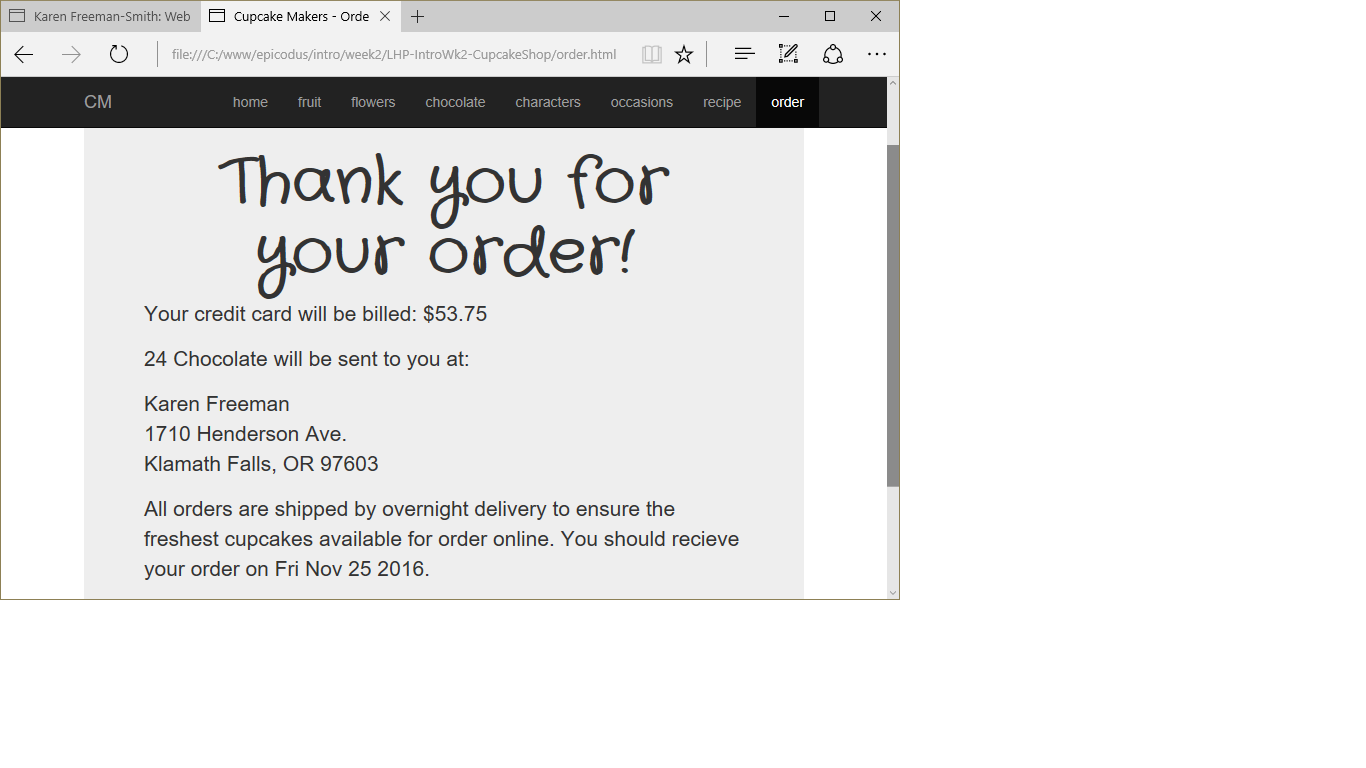 Karen Freeman-Smith: Web
Cupcake Makers - Orde
file:///C:/www/epicodus/intro/week2/LHP-IntroWk2-CupcakeShop/order.html
CM home fruit flowers chocolate characters occasions recipe order
Thank you for
your order!
Your credit card will be billed: $53.75
24 Chocolate will be sent to you at:
Karen Freeman
1710 Henderson Ave.
Klamath Falls, OR 97603
All orders are shipped by overnight delivery to ensure the
freshest cupcakes available for order online. You should recieve
your order on Fri Nov 25 2016.